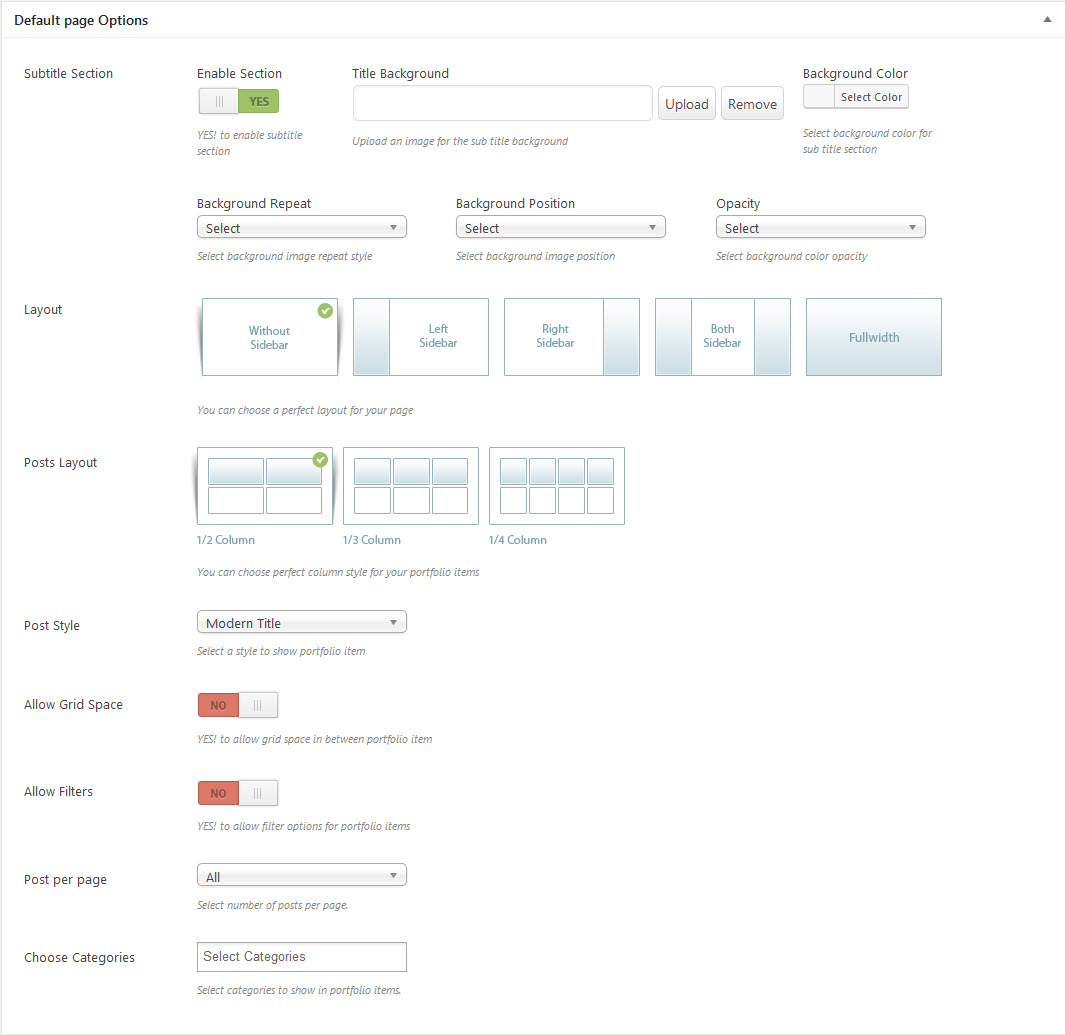 Default page Options
Subtitle Section
Enable Section
YES
YES! to enable subtitle
section
Title Background
Upload
Remove
Upload an image for the sub title background
Background Color
Select Color
Select background color for
sub title section
Background Repeat
Select
Select background image repeat style
Background Position
Select
Select background image position
Opacity
Select
Select background color opacity
Layout
Without
Sidebar
Left
Sidebar
Right
Sidebar
Both
Sidebar
Fullwidth
You can choose a perfect layout for your page
Posts Layout
1/2 Column
1/3 Column
1/4 Column
You can choose perfect column style for your portfolio items
Post Style
Modern Title
Select a style to show portfolio item
Allow Grid Space
NO
YES! to allow grid space in between portfolio item
Allow Filters
NO
YES! to allow filter options for portfolio items
Post per page
All
Select number of posts per page.
Choose Categories
Select Categories
Select categories to show in portfolio items.